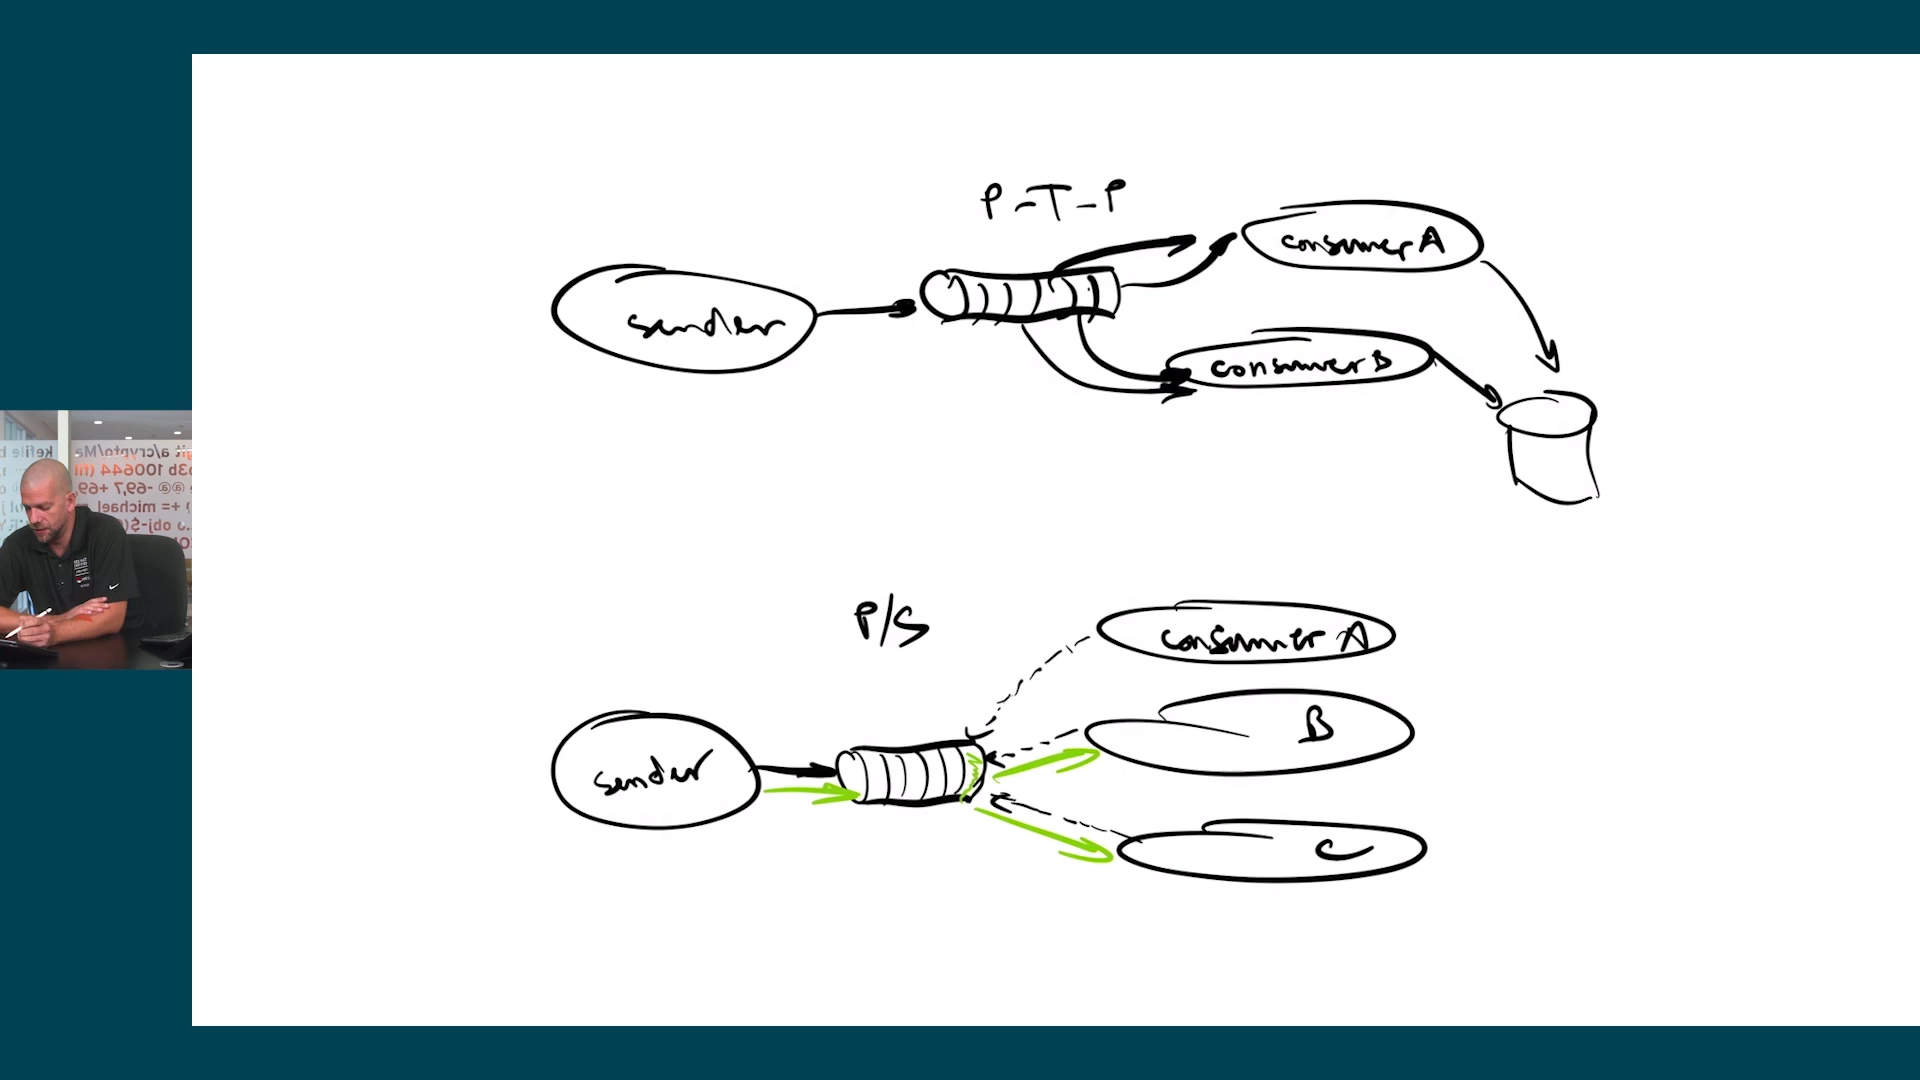 P-T-P
consumer A
sender
consumer B
P/S
consumer A
B
sender
C